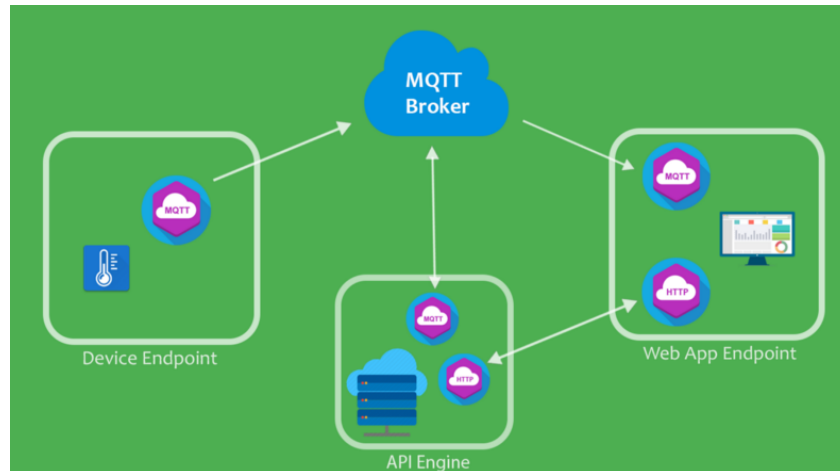 MQTT
Broker
MQTT
Device Endpoint
MQTT
HTTP
Web App Endpoint
MQTT
HTTP
API Engine